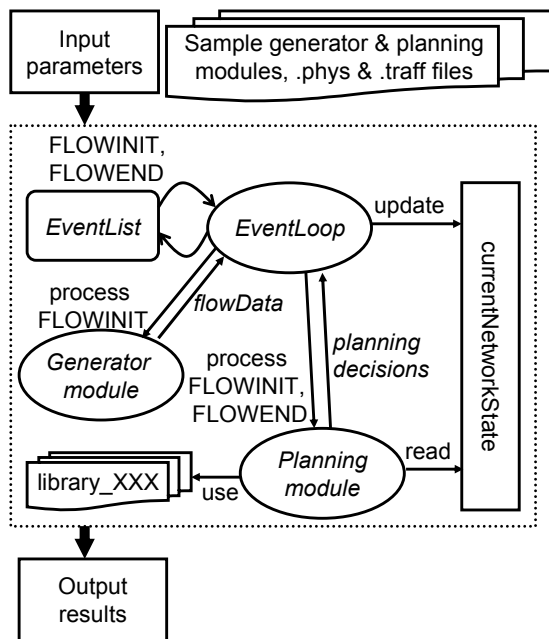 Input
parameters
Sample generator & planning
modules, .phys & .traff files
FLOWINIT,
FLOWEND
EventList
EventLoop
update
currentNetworkState
process
FLOWINIT
flowData
Generator
module
process
FLOWINIT,
FLOWEND
planning
decisions
library_XXX
use
Planning
module
read
Output
results